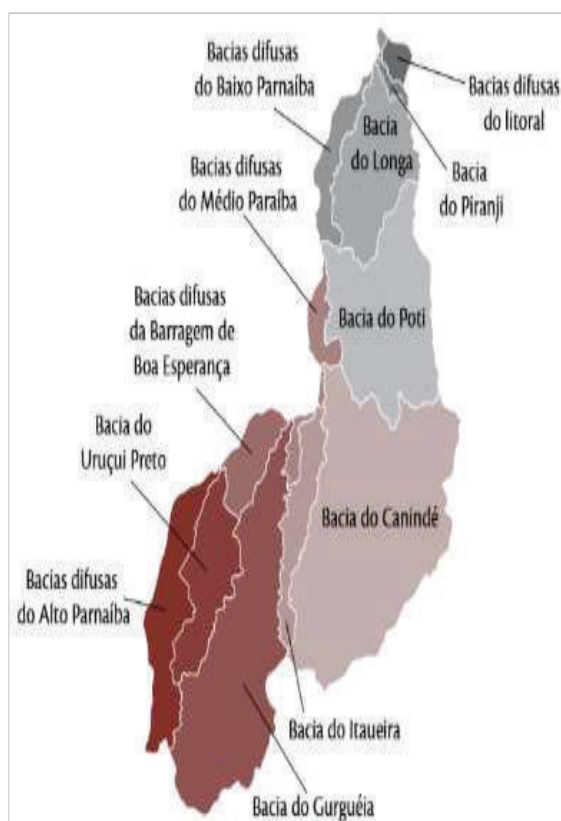 Bacias difusas
do Baixo Parnaíba
Bacias difusas
do litoral
Bacia
do Longa
Bacia
do Piranji
Bacias difusas
do Médio Paraíba
Bacia do Poti
Bacias difusas
da Barragem de
Boa Esperança
Bacia do
Uruçui Preto
Bacia do Canindé
Bacias difusas
do Alto Parnaíba
Bacia do Itaueira
Bacia do Gurguéia